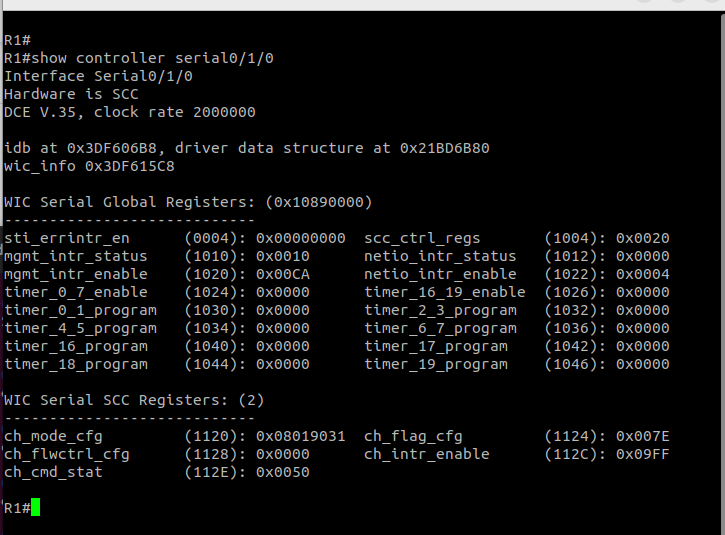 R1#
R1#show controller serial0/1/0
Interface Serial0/1/0
Hardware is SCC
DCE V.35, clock rate 2000000
idb at 0x3DF606B8, driver data structure at 0x21BD6B80
wic_info 0x3DF615C8
WIC Serial Global Registers: (0x10890000)
----------------------------
sti_errintr_en      (0004): 0x00000000  scc_ctrl_regs       (1004): 0x0020
mgmt_intr_status    (1010): 0x0010      netio_intr_status   (1012): 0x0000
mgmt_intr_enable    (1020): 0x00CA      netio_intr_enable   (1022): 0x0004
timer_0_7_enable    (1024): 0x0000      timer_16_19_enable  (1026): 0x0000
timer_0_1_program   (1030): 0x0000      timer_2_3_program   (1032): 0x0000
timer_4_5_program   (1034): 0x0000      timer_6_7_program   (1036): 0x0000
timer_16_program    (1040): 0x0000      timer_17_program    (1042): 0x0000
timer_18_program    (1044): 0x0000      timer_19_program    (1046): 0x0000
WIC Serial SCC Registers: (2)
----------------------------
ch_mode_cfg         (1120): 0x08019031  ch_flag_cfg         (1124): 0x007E
ch_flwctrl_cfg      (1128): 0x0000      ch_intr_enable      (112C): 0x09FF
ch_cmd_stat         (112E): 0x0050
R1#